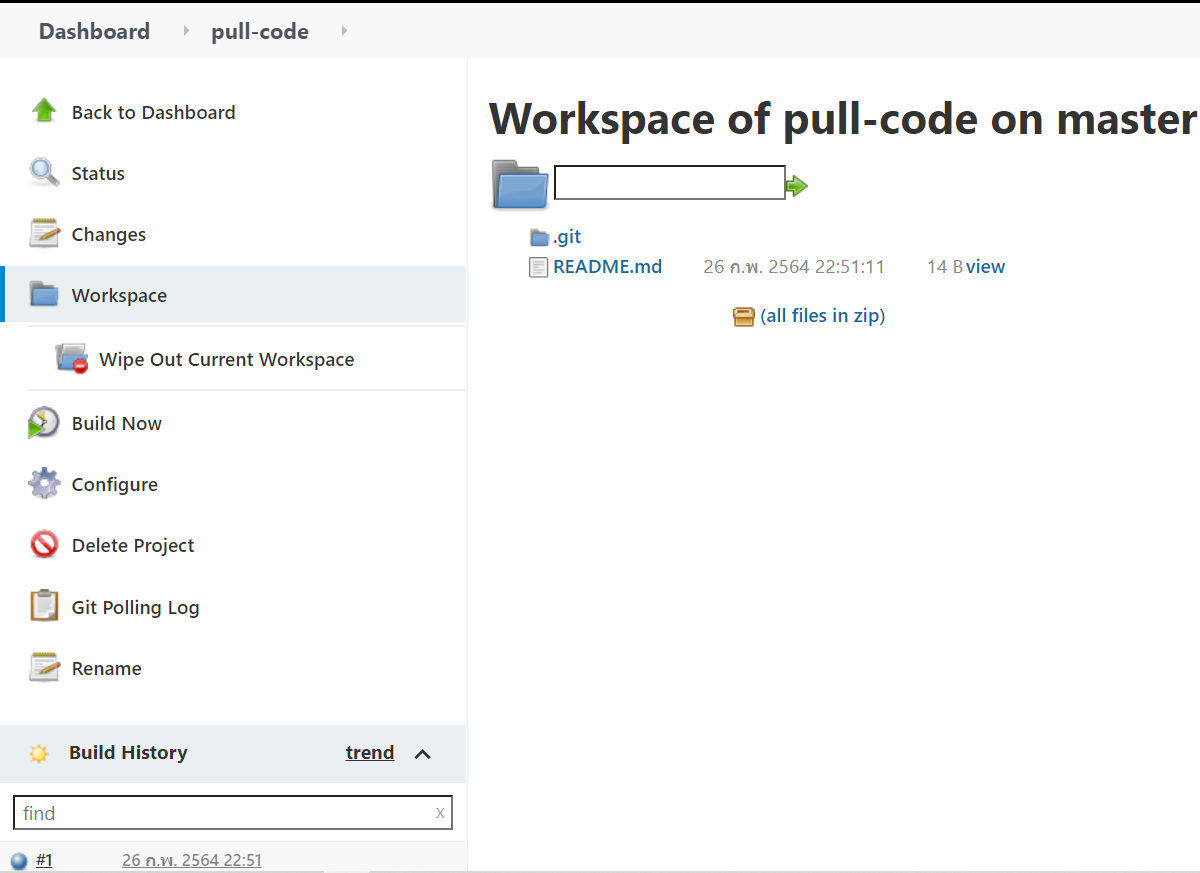 Dashboard pull-code
Back to Dashboard
Status
Changes
Workspace
Wipe Out Current Workspace
Build Now
Configure
Delete Project
Git Polling Log
Rename
Build History trend
find x
#1 26 ก.พ. 2564 22:51
Workspace of pull-code on master
.git
README.md 26 ก.พ. 2564 22:51:11 14 B view
(all files in zip)